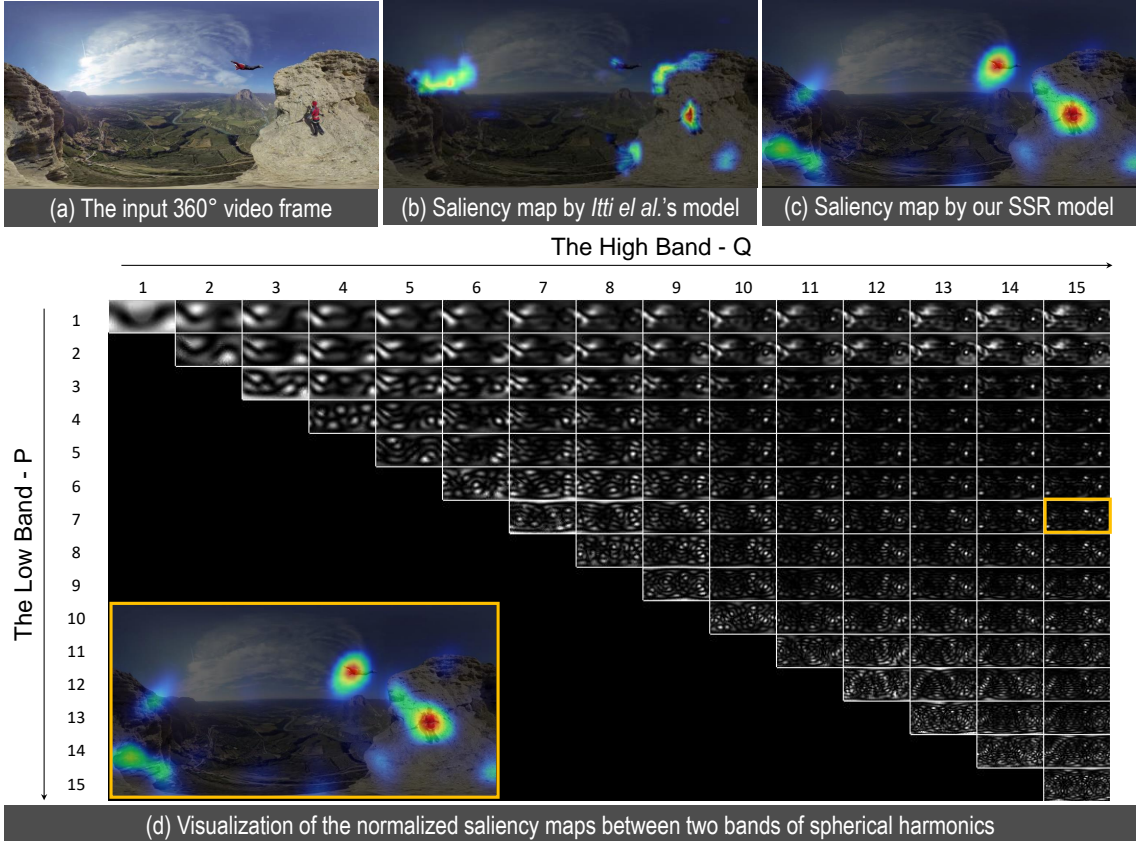 (a) The input 360° video frame
(b) Saliency map by Itti el al.'s model
(c) Saliency map by our SSR model
The High Band - Q
1 2 3 4 5 6 7 8 9 10 11 12 13 14 15
The Low Band - P
1
2
3
4
5
6
7
8
9
10
11
12
13
14
15
(d) Visualization of the normalized saliency maps between two bands of spherical harmonics